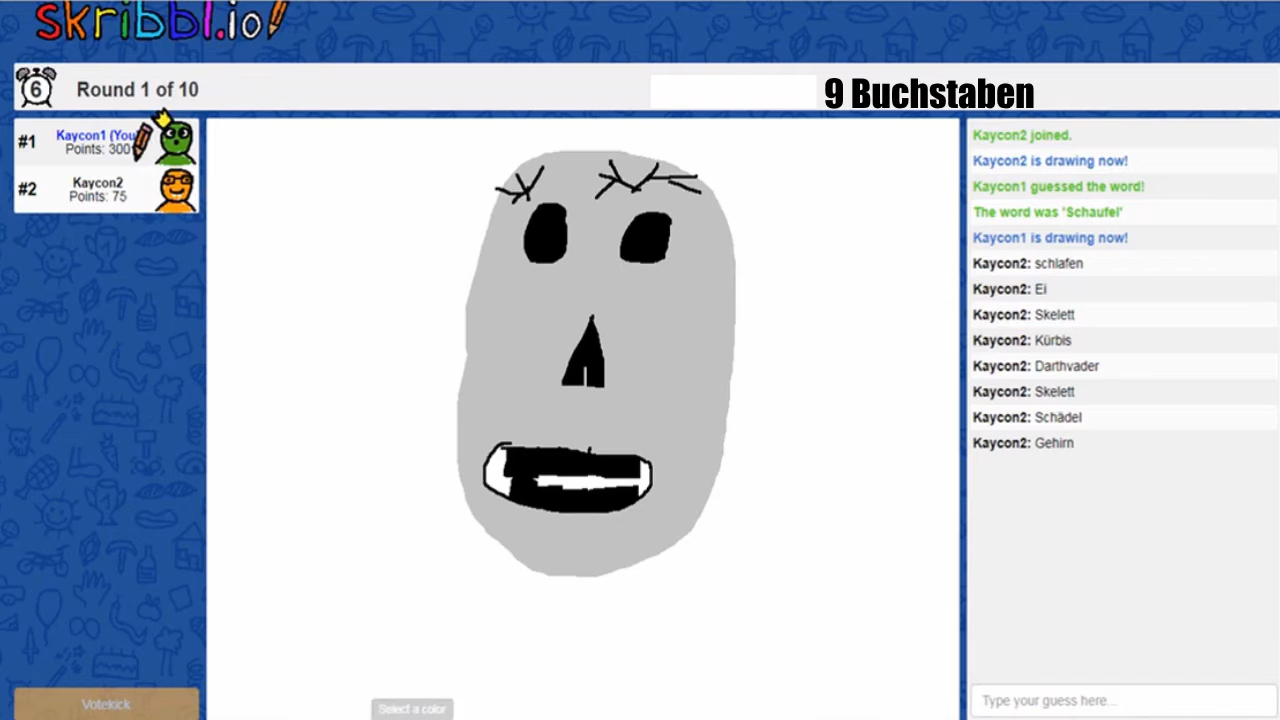 skribbl.io
6
Round 1 of 10
9 Buchstaben
#1
Kaycon1 (You
Points: 300
#2
Kaycon2
Points: 75
Kaycon2 joined.
Kaycon2 is drawing now!
Kaycon1 guessed the word!
The word was 'Schaufel'
Kaycon1 is drawing now!
Kaycon2: schlafen
Kaycon2: Ei
Kaycon2: Skelett
Kaycon2: Kürbis
Kaycon2: Darthvader
Kaycon2: Skelett
Kaycon2: Schädel
Kaycon2: Gehirn
Votekick
Select a color
Type your guess here...